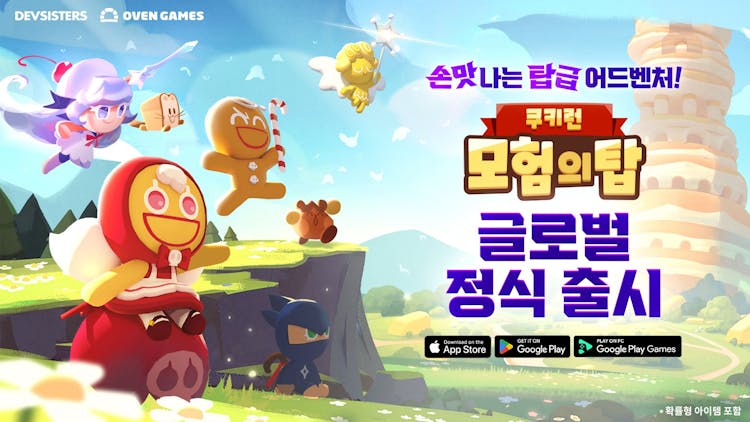 DEVSISTERS OVEN GAMES
손맛 나는 탑급 어드벤처!
쿠키런
모험의 탑
글로벌
정식 출시
Download on the App Store
GET IT ON Google Play
PLAY ON PC Google Play Games
* 확률형 아이템 포함